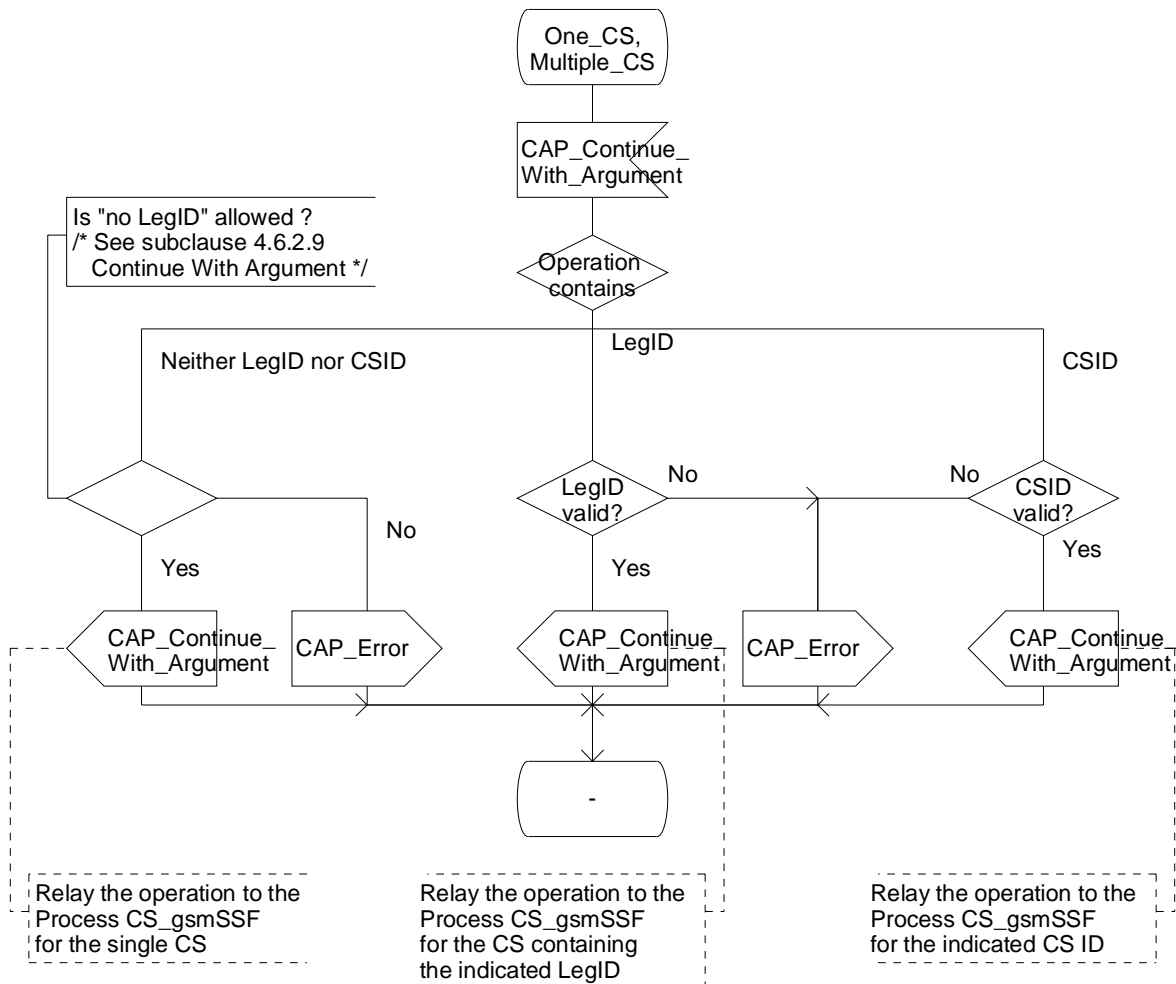 One_CS,
Multiple_CS
CAP_Continue_
With_Argument
Is "no LegID" allowed ?
/* See subclause 4.6.2.9
Continue With Argument */
Operation
contains
Neither LegID nor CSID
LegID
CSID
No
LegID
valid?
No
No
CSID
valid?
Yes
Yes
Yes
CAP_Continue_
With_Argument
CAP_Error
CAP_Continue_
With_Argument
CAP_Error
CAP_Continue_
With_Argument
-
Relay the operation to the
Process CS_gsmSSF
for the single CS
Relay the operation to the
Process CS_gsmSSF
for the CS containing
the indicated LegID
Relay the operation to the
Process CS_gsmSSF
for the indicated CS ID